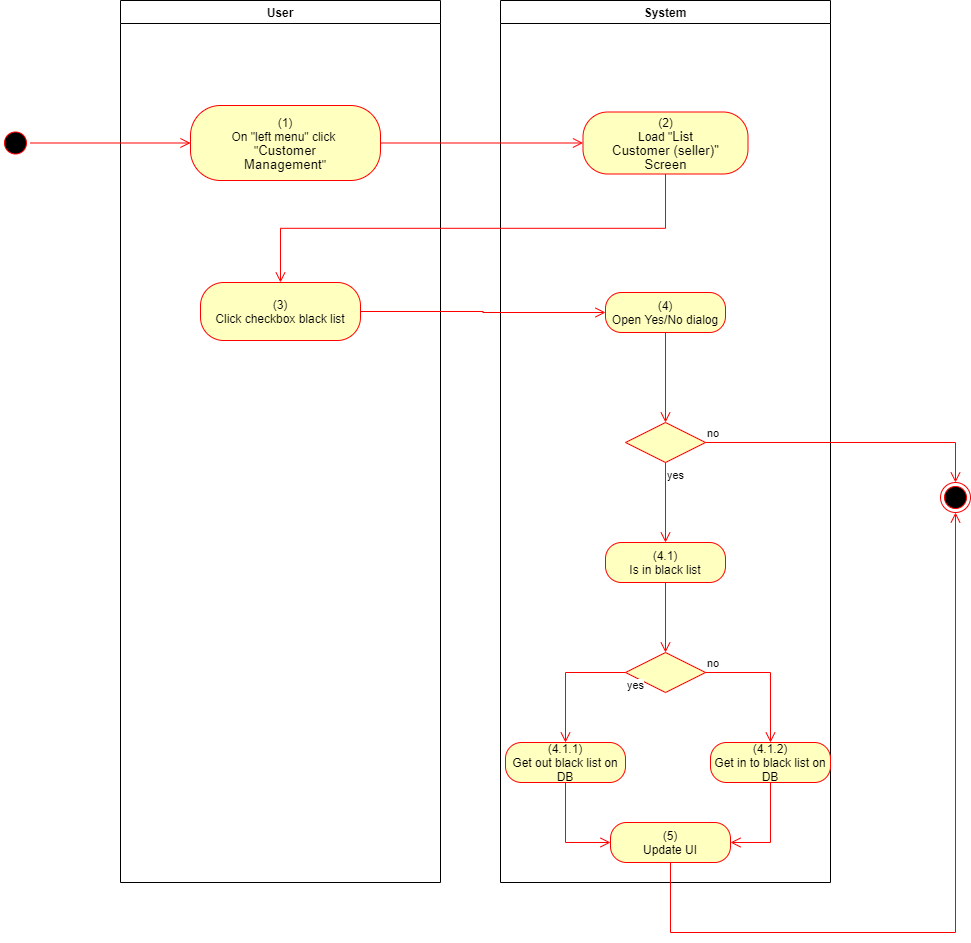 User
System
(1)
On "left menu" click
"Customer
Management"
(2)
Load "List
Customer (seller)"
Screen
(3)
Click checkbox black list
(4)
Open Yes/No dialog
no
yes
(4.1)
Is in black list
no
yes
(4.1.1)
Get out black list on
DB
(4.1.2)
Get in to black list on
DB
(5)
Update UI